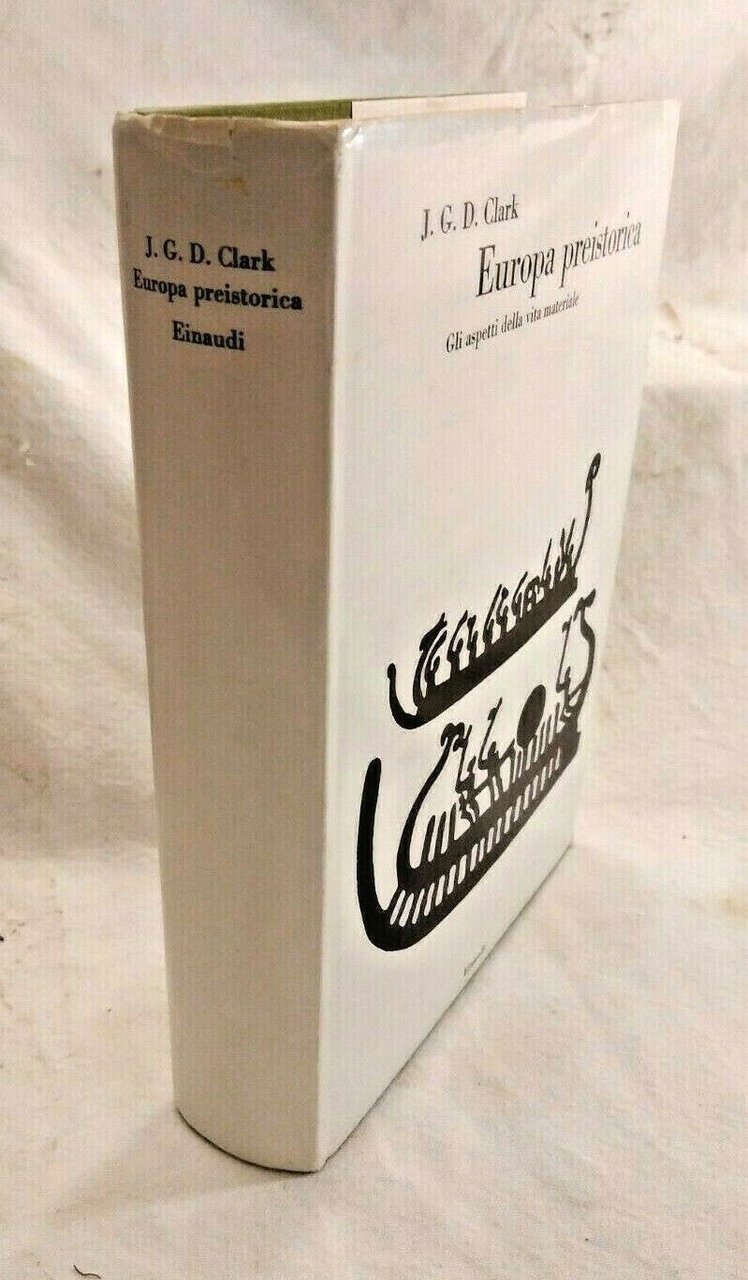 J. G. D. Clark
Europa preistorica
Einaudi
J. G. D. Clark
Europa preistorica
Gli aspetti della vita materiale